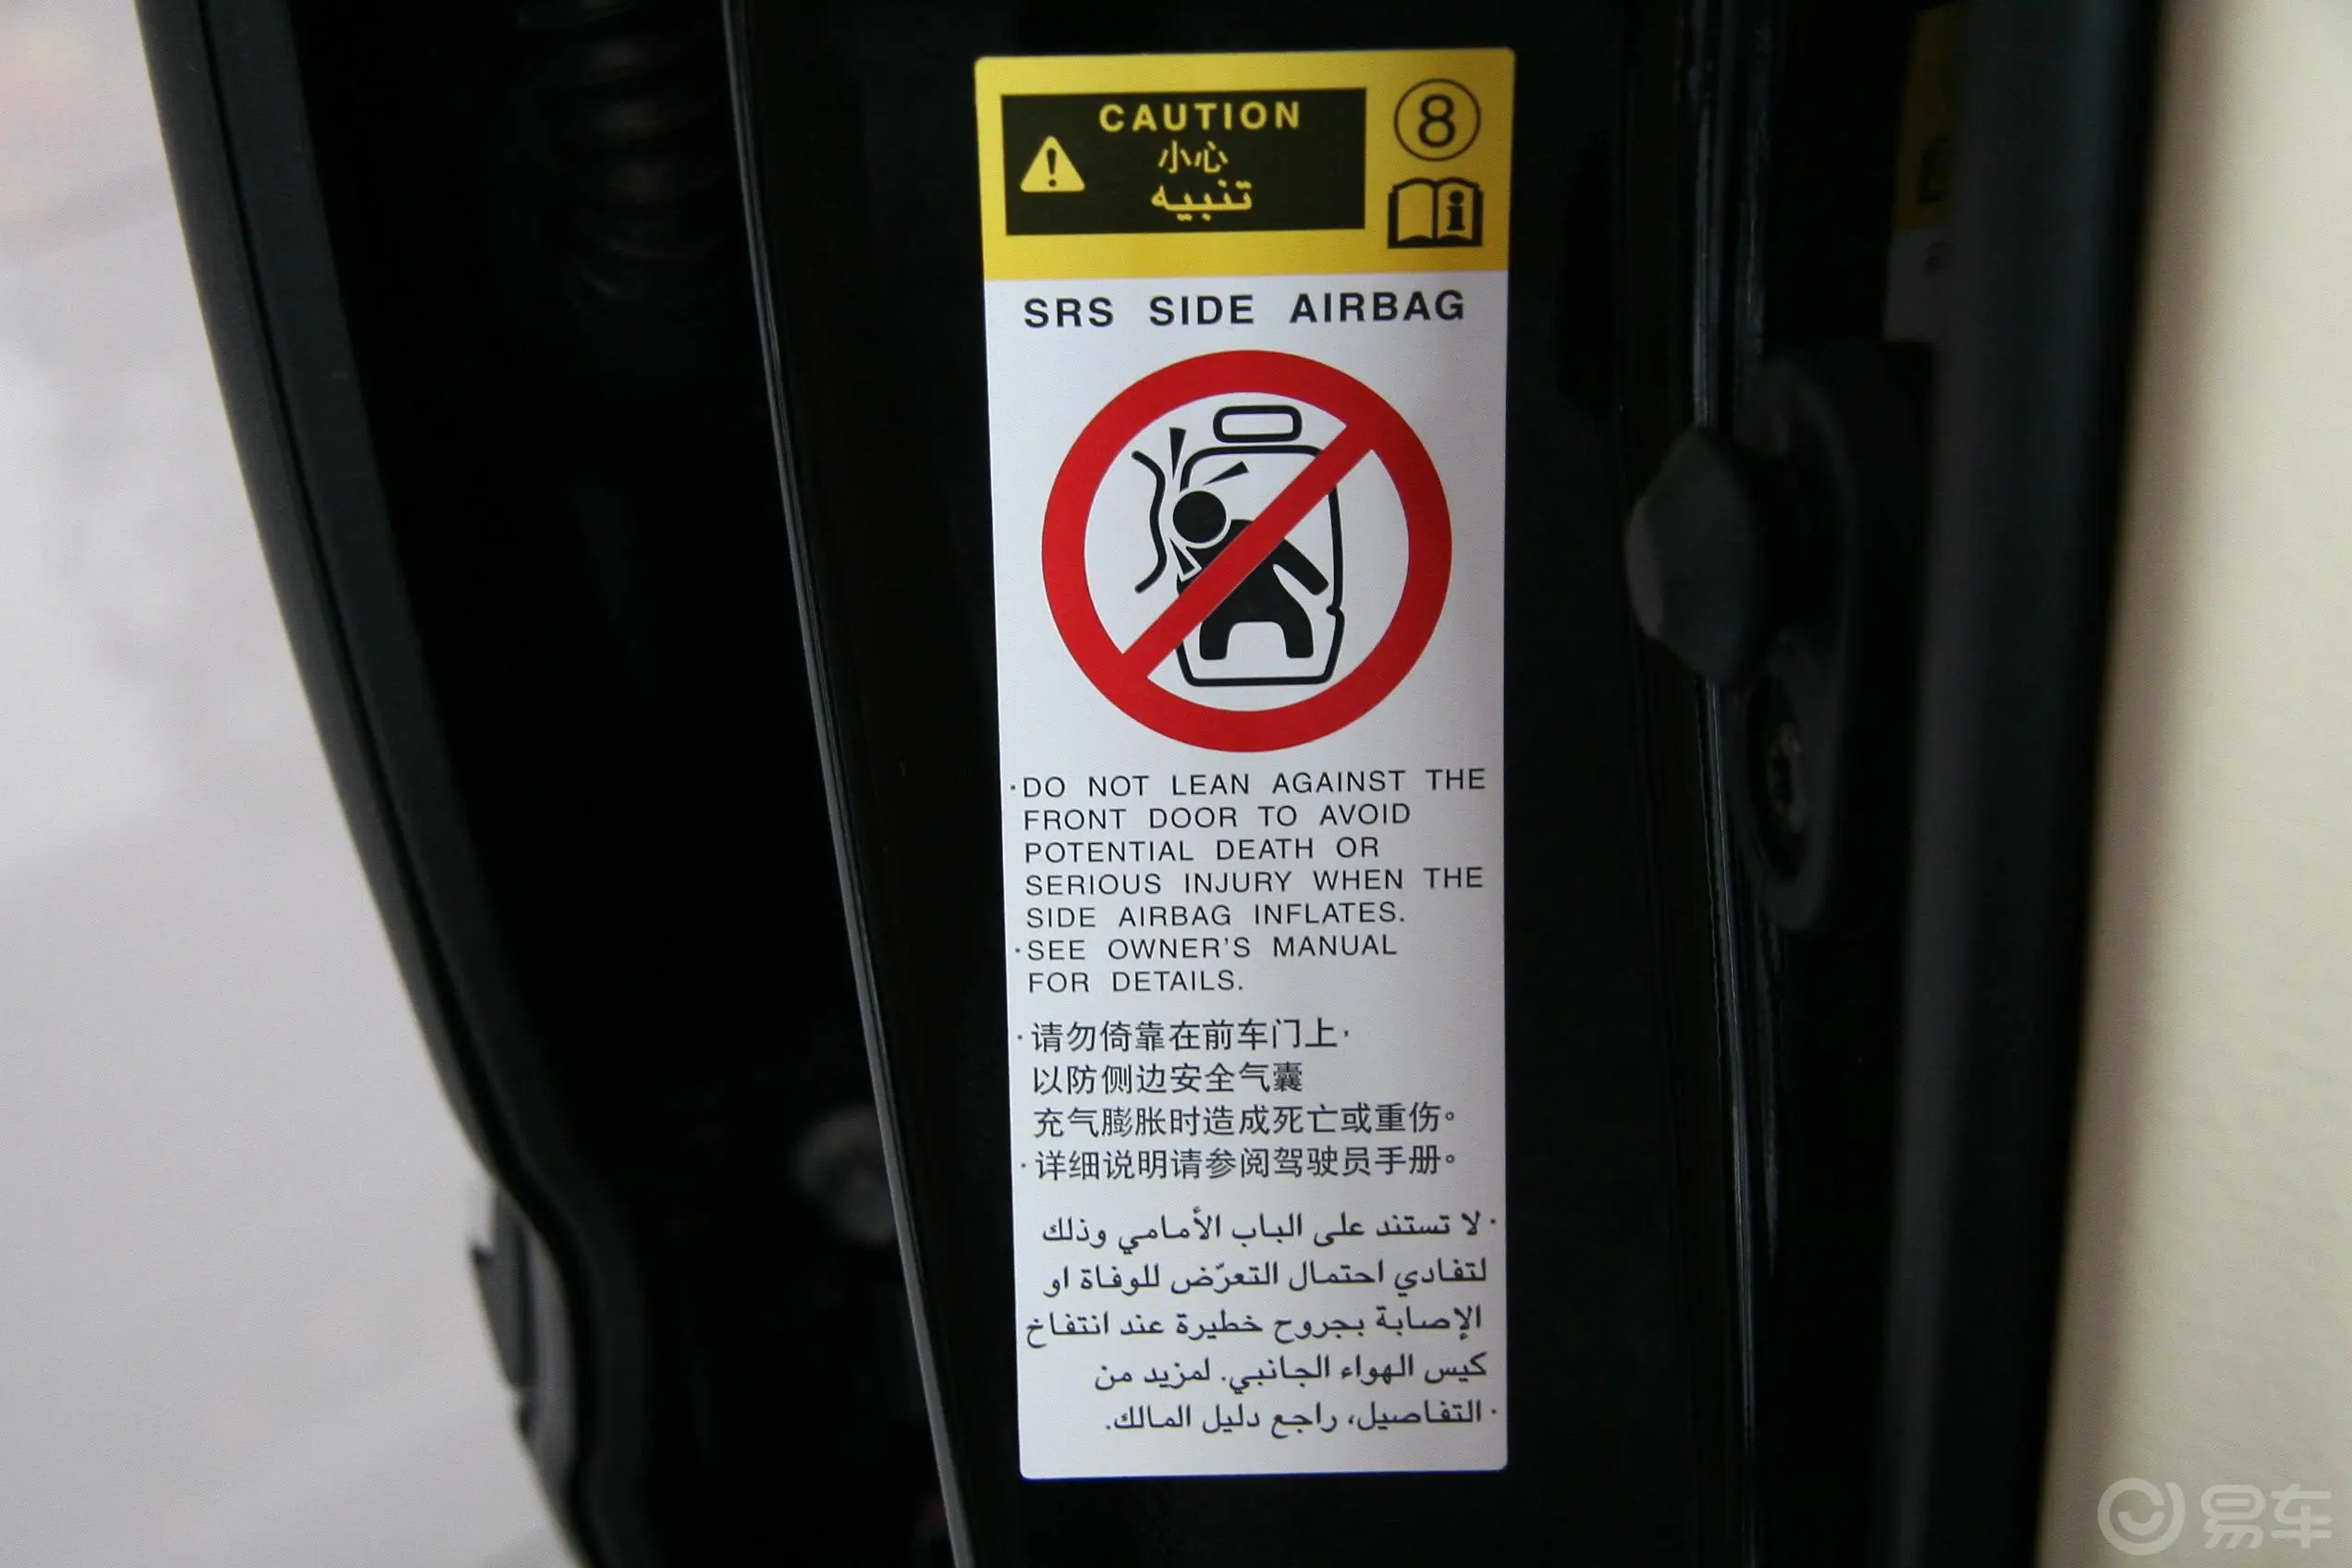 CAUTION
小心
تنبيه
8
SRS SIDE AIRBAG
·DO NOT LEAN AGAINST THE
FRONT DOOR TO AVOID
POTENTIAL DEATH OR
SERIOUS INJURY WHEN THE
SIDE AIRBAG INFLATES.
·SEE OWNER'S MANUAL
FOR DETAILS.
·请勿倚靠在前车门上,
以防侧边安全气囊
充气膨胀时造成死亡或重伤。
·详细说明请参阅驾驶员手册。
·لا تستند على الباب الأمامي وذلك
لتفادي احتمال التعرّض للوفاة او
الإصابة بجروح خطيرة عند انتفاخ
كيس الهواء الجانبي. لمزيد من
·التفاصيل، راجع دليل المالك.
易车